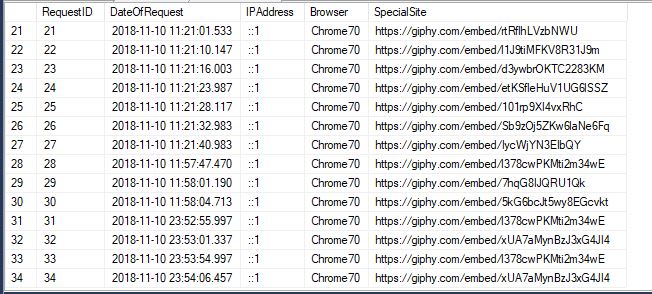 RequestID DateOfRequest IPAddress Browser SpecialSite
21 21 2018-11-10 11:21:01.533 ::1 Chrome70 https://giphy.com/embed/rtRflhLVzbNWU
22 22 2018-11-10 11:21:10.147 ::1 Chrome70 https://giphy.com/embed/l1J9tiMFKV8R31J9m
23 23 2018-11-10 11:21:16.003 ::1 Chrome70 https://giphy.com/embed/d3ywbrOKTC2283KM
24 24 2018-11-10 11:21:23.987 ::1 Chrome70 https://giphy.com/embed/etKSfleHuV1UG6lSSZ
25 25 2018-11-10 11:21:28.117 ::1 Chrome70 https://giphy.com/embed/101rp9Xl4vxRhC
26 26 2018-11-10 11:21:32.983 ::1 Chrome70 https://giphy.com/embed/Sb9zOj5ZKw6laNe6Fq
27 27 2018-11-10 11:21:40.983 ::1 Chrome70 https://giphy.com/embed/IycWjYN3ElbQY
28 28 2018-11-10 11:57:47.470 ::1 Chrome70 https://giphy.com/embed/l378cwPKMti2m34wE
29 29 2018-11-10 11:58:01.190 ::1 Chrome70 https://giphy.com/embed/7hqG8IJQRU1Qk
30 30 2018-11-10 11:58:04.713 ::1 Chrome70 https://giphy.com/embed/5kG6bcJt5wy8EGcvkt
31 31 2018-11-10 23:52:55.997 ::1 Chrome70 https://giphy.com/embed/l378cwPKMti2m34wE
32 32 2018-11-10 23:53:01.337 ::1 Chrome70 https://giphy.com/embed/xUA7aMynBzJ3xG4Jl4
33 33 2018-11-10 23:53:54.997 ::1 Chrome70 https://giphy.com/embed/l378cwPKMti2m34wE
34 34 2018-11-10 23:54:06.457 ::1 Chrome70 https://giphy.com/embed/xUA7aMynBzJ3xG4Jl4